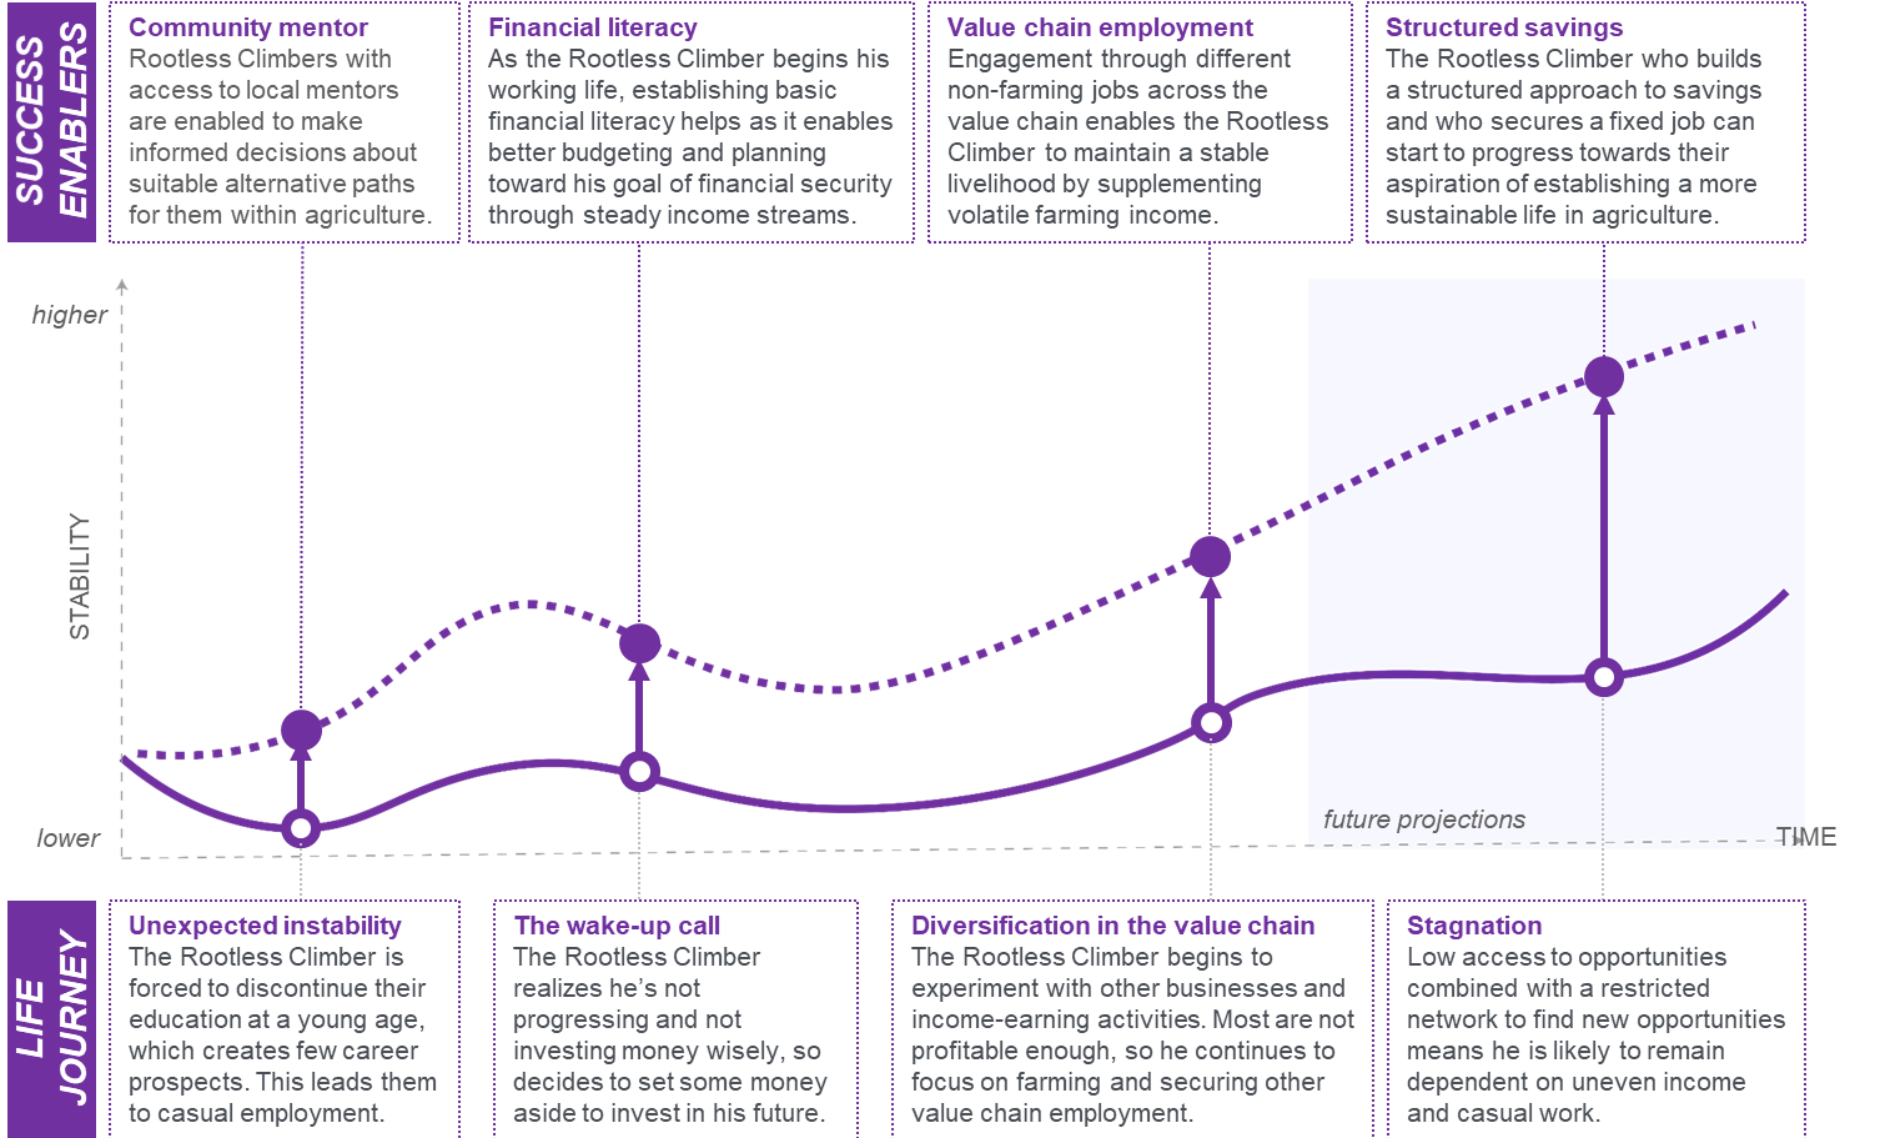 SUCCESS
ENABLERS
Community mentor
Rootless Climbers with
access to local mentors
are enabled to make
informed decisions about
suitable alternative paths
for them within agriculture.
Financial literacy
As the Rootless Climber begins his
working life, establishing basic
financial literacy helps as it enables
better budgeting and planning
toward his goal of financial security
through steady income streams.
Value chain employment
Engagement through different
non-farming jobs across the
value chain enables the Rootless
Climber to maintain a stable
livelihood by supplementing
volatile farming income.
Structured savings
The Rootless Climber who builds
a structured approach to savings
and who secures a fixed job can
start to progress towards their
aspiration of establishing a more
sustainable life in agriculture.
higher
STABILITY
lower
future projections
TIME
LIFE
JOURNEY
Unexpected instability
The Rootless Climber is
forced to discontinue their
education at a young age,
which creates few career
prospects. This leads them
to casual employment.
The wake-up call
The Rootless Climber
realizes he's not
progressing and not
investing money wisely, so
decides to set some money
aside to invest in his future.
Diversification in the value chain
The Rootless Climber begins to
experiment with other businesses and
income-earning activities. Most are not
profitable enough, so he continues to
focus on farming and securing other
value chain employment.
Stagnation
Low access to opportunities
combined with a restricted
network to find new opportunities
means he is likely to remain
dependent on uneven income
and casual work.